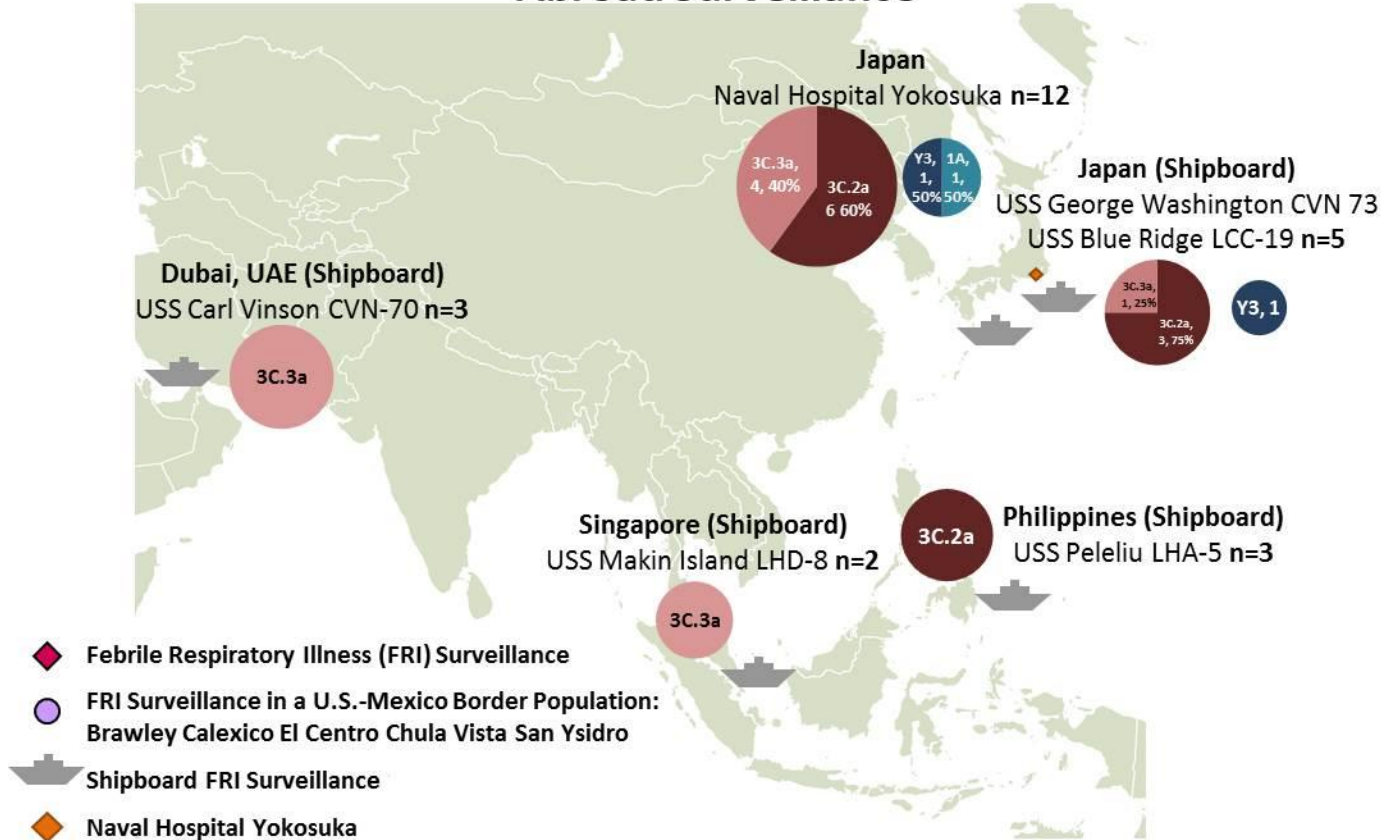 Japan
Naval Hospital Yokosuka n=12
3C.3a,
4, 40%
3C.2a
6 60%
Y3,
1,
50%
1A,
1,
50%
Japan (Shipboard)
USS George Washington CVN 73
USS Blue Ridge LCC-19 n=5
3C.3a,
1, 25%
3C.2a,
3, 75%
Y3, 1
Dubai, UAE (Shipboard)
USS Carl Vinson CVN-70 n=3
3C.3a
Singapore (Shipboard)
USS Makin Island LHD-8 n=2
3C.3a
3C.2a
Philippines (Shipboard)
USS Peleliu LHA-5 n=3
Febrile Respiratory Illness (FRI) Surveillance
FRI Surveillance in a U.S.-Mexico Border Population:
Brawley Calexico El Centro Chula Vista San Ysidro
Shipboard FRI Surveillance
Naval Hospital Yokosuka